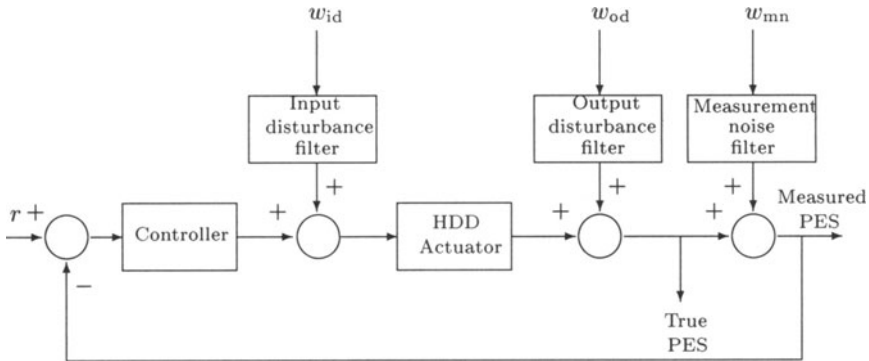 w_id
w_od
w_mn
Input
disturbance
filter
Output
disturbance
filter
Measurement
noise
filter
+
+
+
r +
Controller
+
HDD
Actuator
+
+
Measured
PES
−
True
PES